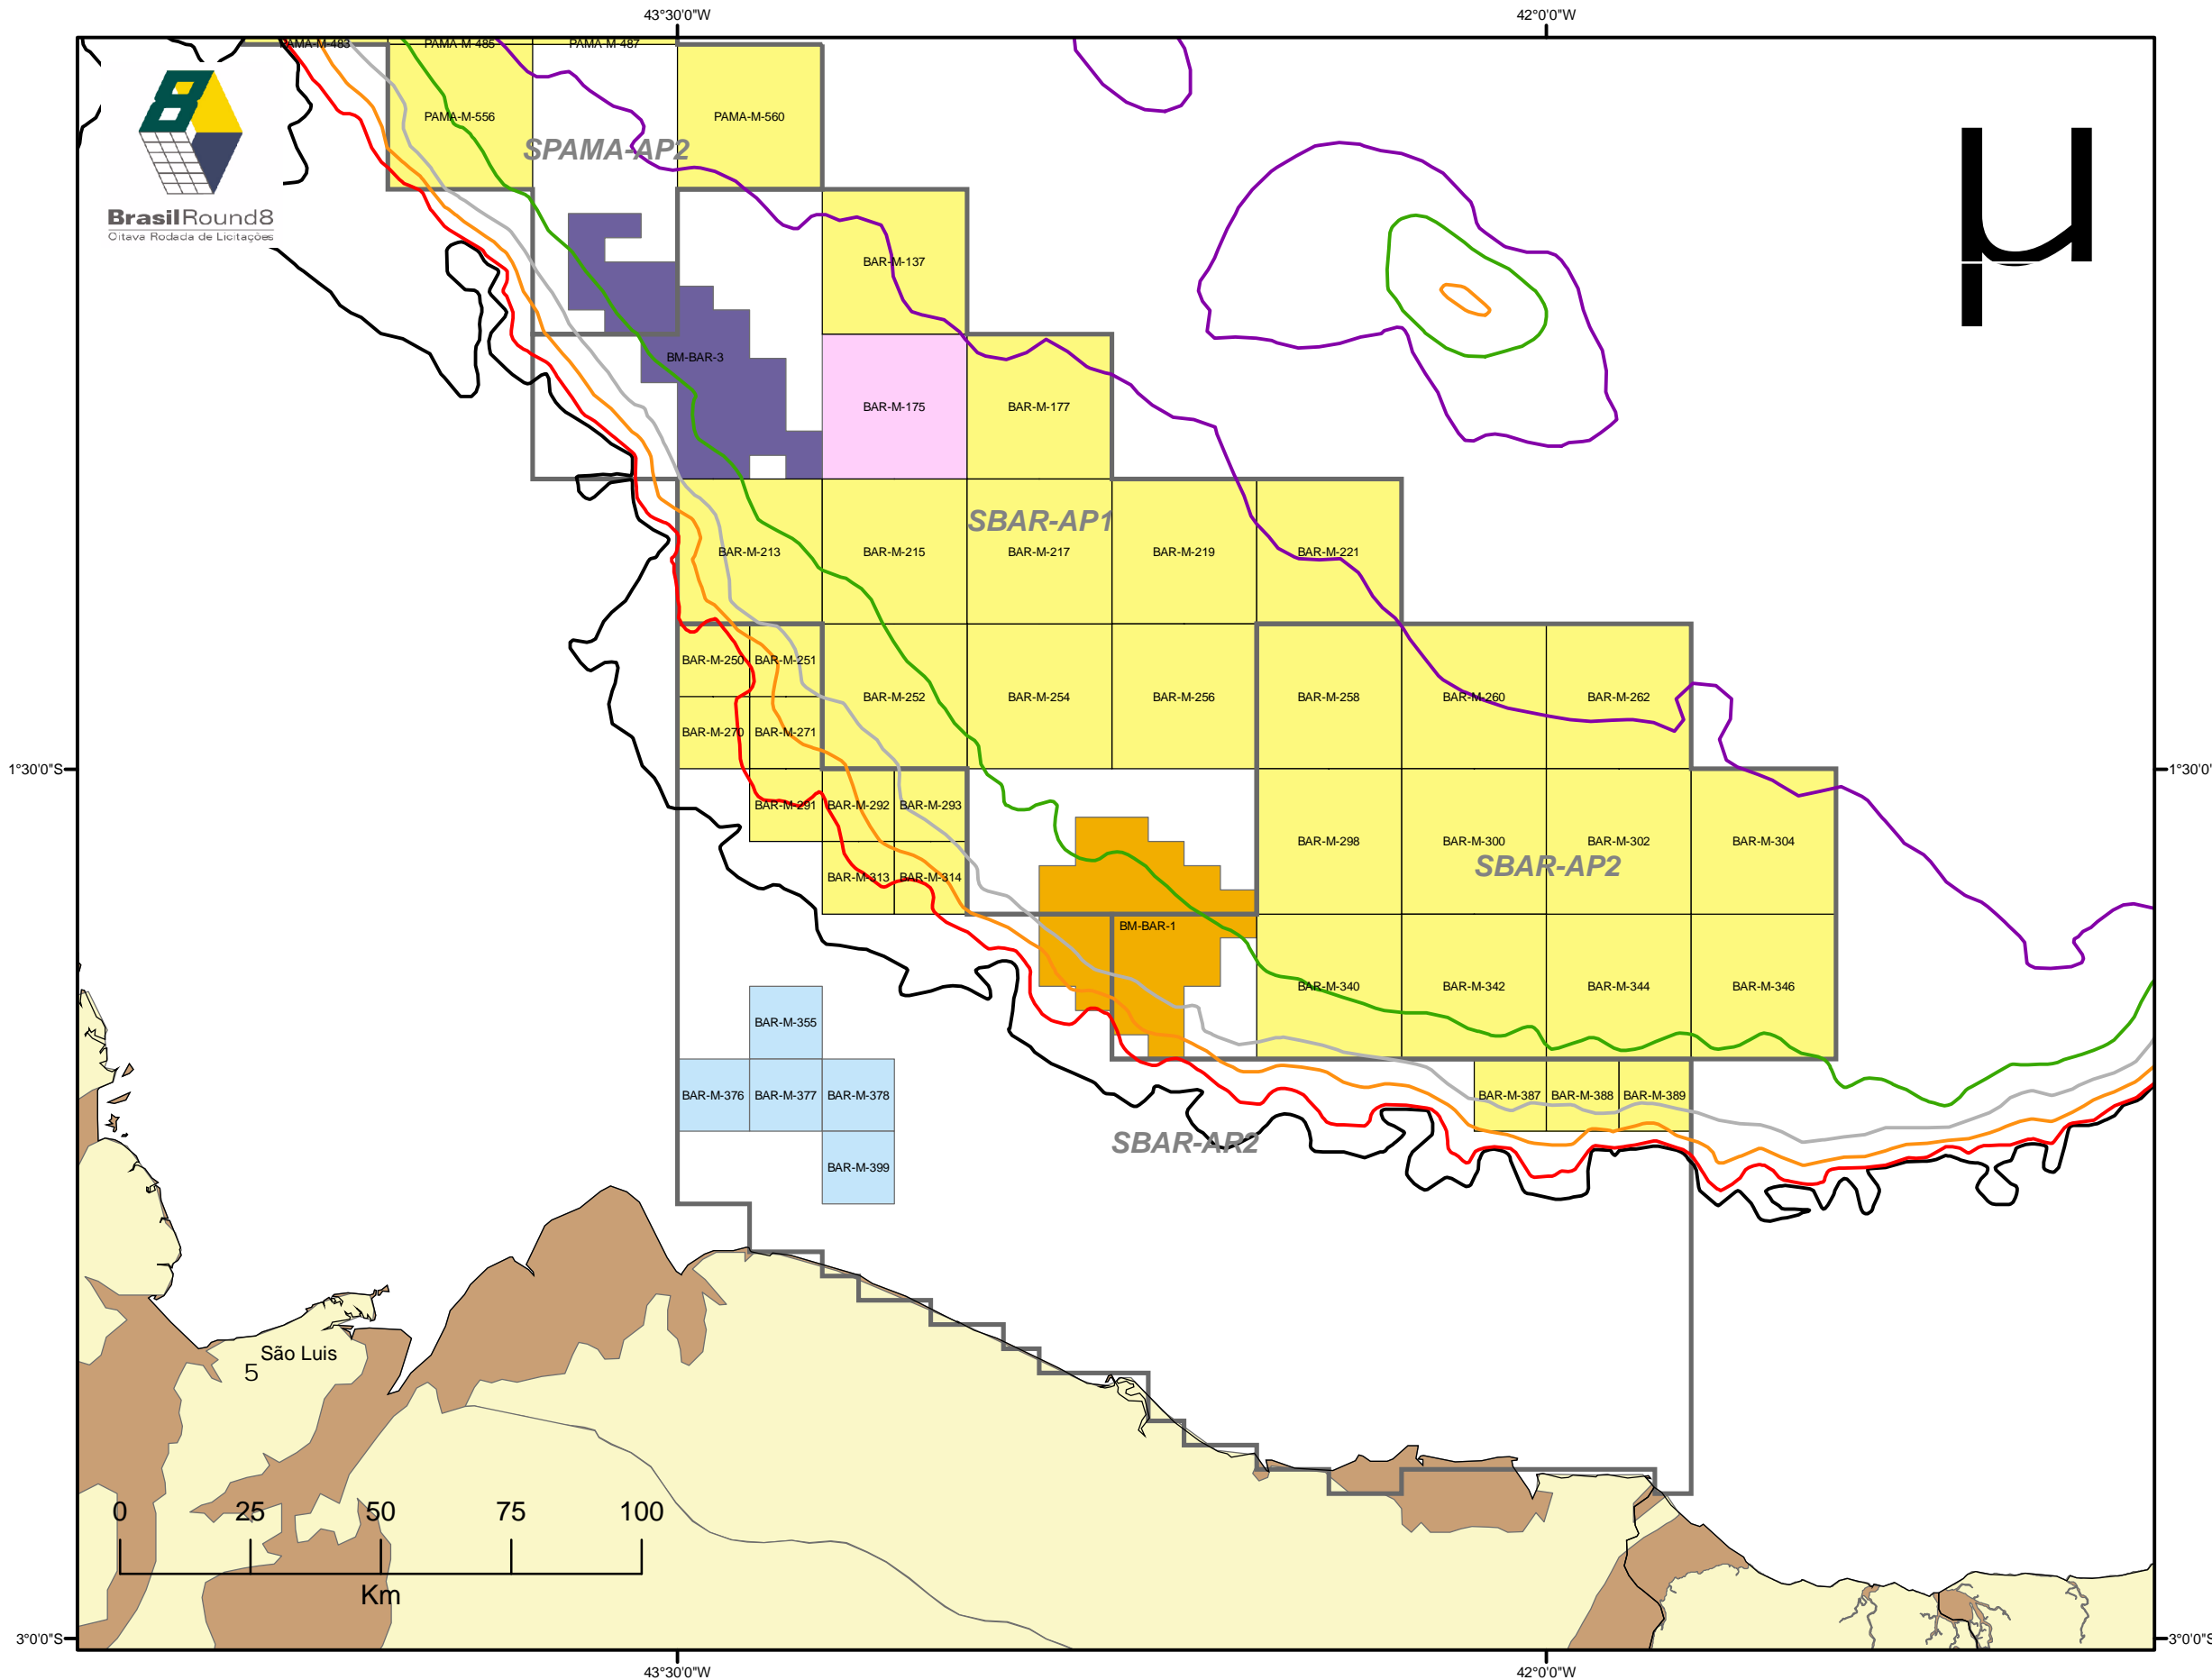 43°30'0"W
42°0'0"W
PAMA-M-483
PAMA-M-485
PAMA-M-487
PAMA-M-556
PAMA-M-560
SPAMA-AP2
µ
BrasilRound8
Oitava Rodada de Licitações
BAR-M-137
BM-BAR-3
BAR-M-175
BAR-M-177
SBAR-AP1
BAR-M-213
BAR-M-215
BAR-M-217
BAR-M-219
BAR-M-221
BAR-M-250
BAR-M-251
BAR-M-252
BAR-M-254
BAR-M-256
BAR-M-258
BAR-M-260
BAR-M-262
BAR-M-270
BAR-M-271
1°30'0"S
1°30'0"
BAR-M-291
BAR-M-292
BAR-M-293
BAR-M-298
BAR-M-300
BAR-M-302
BAR-M-304
SBAR-AP2
BAR-M-313
BAR-M-314
BM-BAR-1
BAR-M-340
BAR-M-342
BAR-M-344
BAR-M-346
BAR-M-355
BAR-M-376
BAR-M-377
BAR-M-378
BAR-M-387
BAR-M-388
BAR-M-389
SBAR-AR2
BAR-M-399
São Luis
5
0 25 50 75 100
Km
3°0'0"S
3°0'0"S
43°30'0"W
42°0'0"W